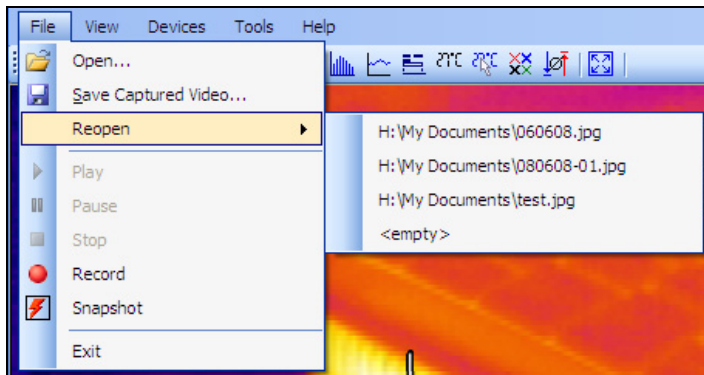 File View Devices Tools Help
Open...
Save Captured Video...
Reopen
H:\My Documents\060608.jpg
H:\My Documents\080608-01.jpg
H:\My Documents\test.jpg
<empty>
Play
Pause
Stop
Record
Snapshot
Exit